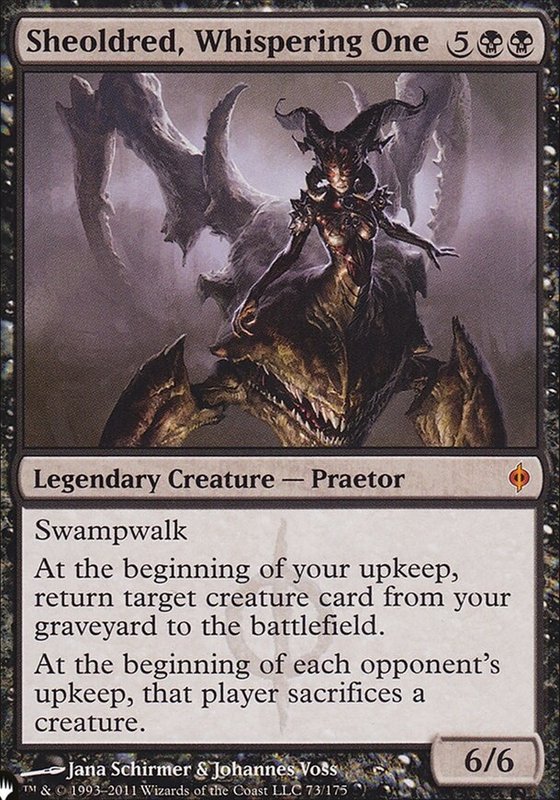 Sheoldred, Whispering One 5
Legendary Creature — Praetor
Swampwalk
At the beginning of your upkeep,
return target creature card from your
graveyard to the battlefield.
At the beginning of each opponent's
upkeep, that player sacrifices a
creature.
6/6
Jana Schirmer & Johannes Voss
™ & © 1993–2011 Wizards of the Coast LLC 73/175